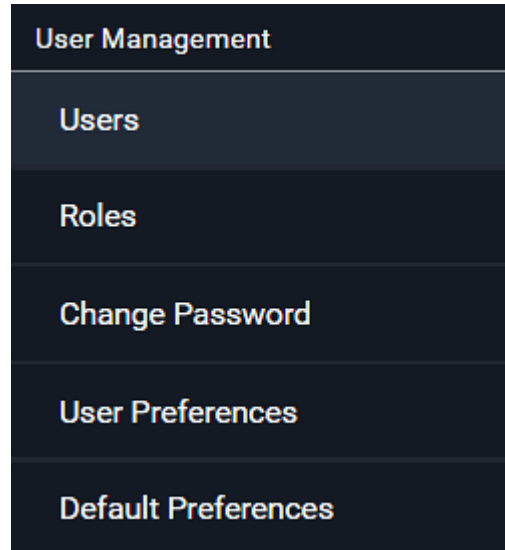 User Management
Users
Roles
Change Password
User Preferences
Default Preferences